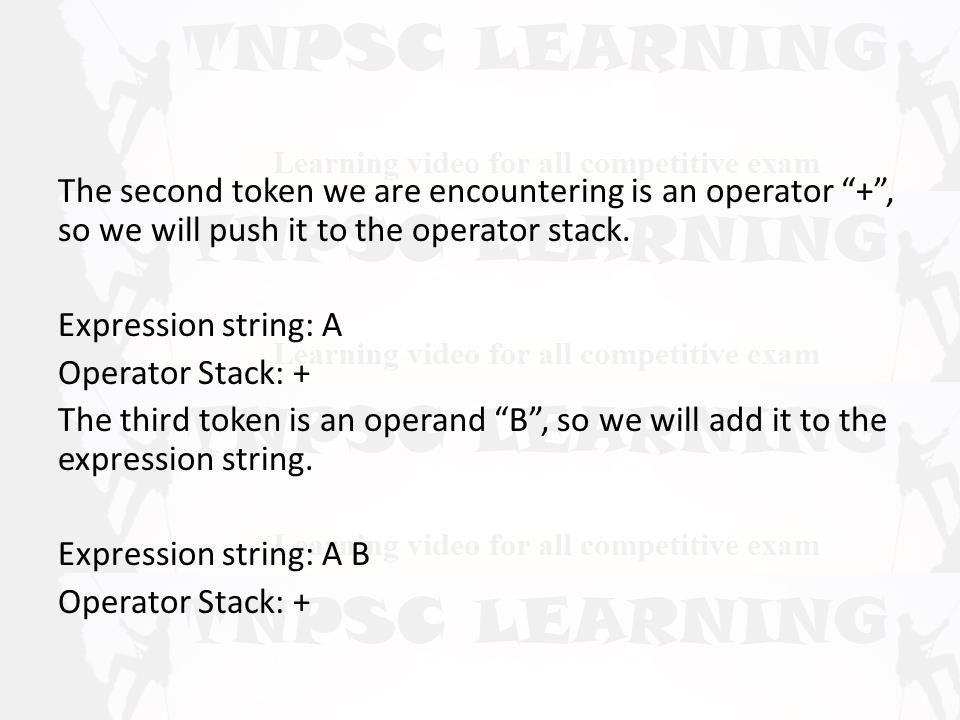 TNPSC LEARNING
Learning video for all competitive exam
The second token we are encountering is an operator “+”,
so we will push it to the operator stack.
TNPSC LEARNING
Expression string: A
Learning video for all competitive exam
Operator Stack: +
The third token is an operand “B”, so we will add it to the
TNPSC LEARNING
expression string.
Expression string: A B
Learning video for all competitive exam
Operator Stack: +
TNPSC LEARNING